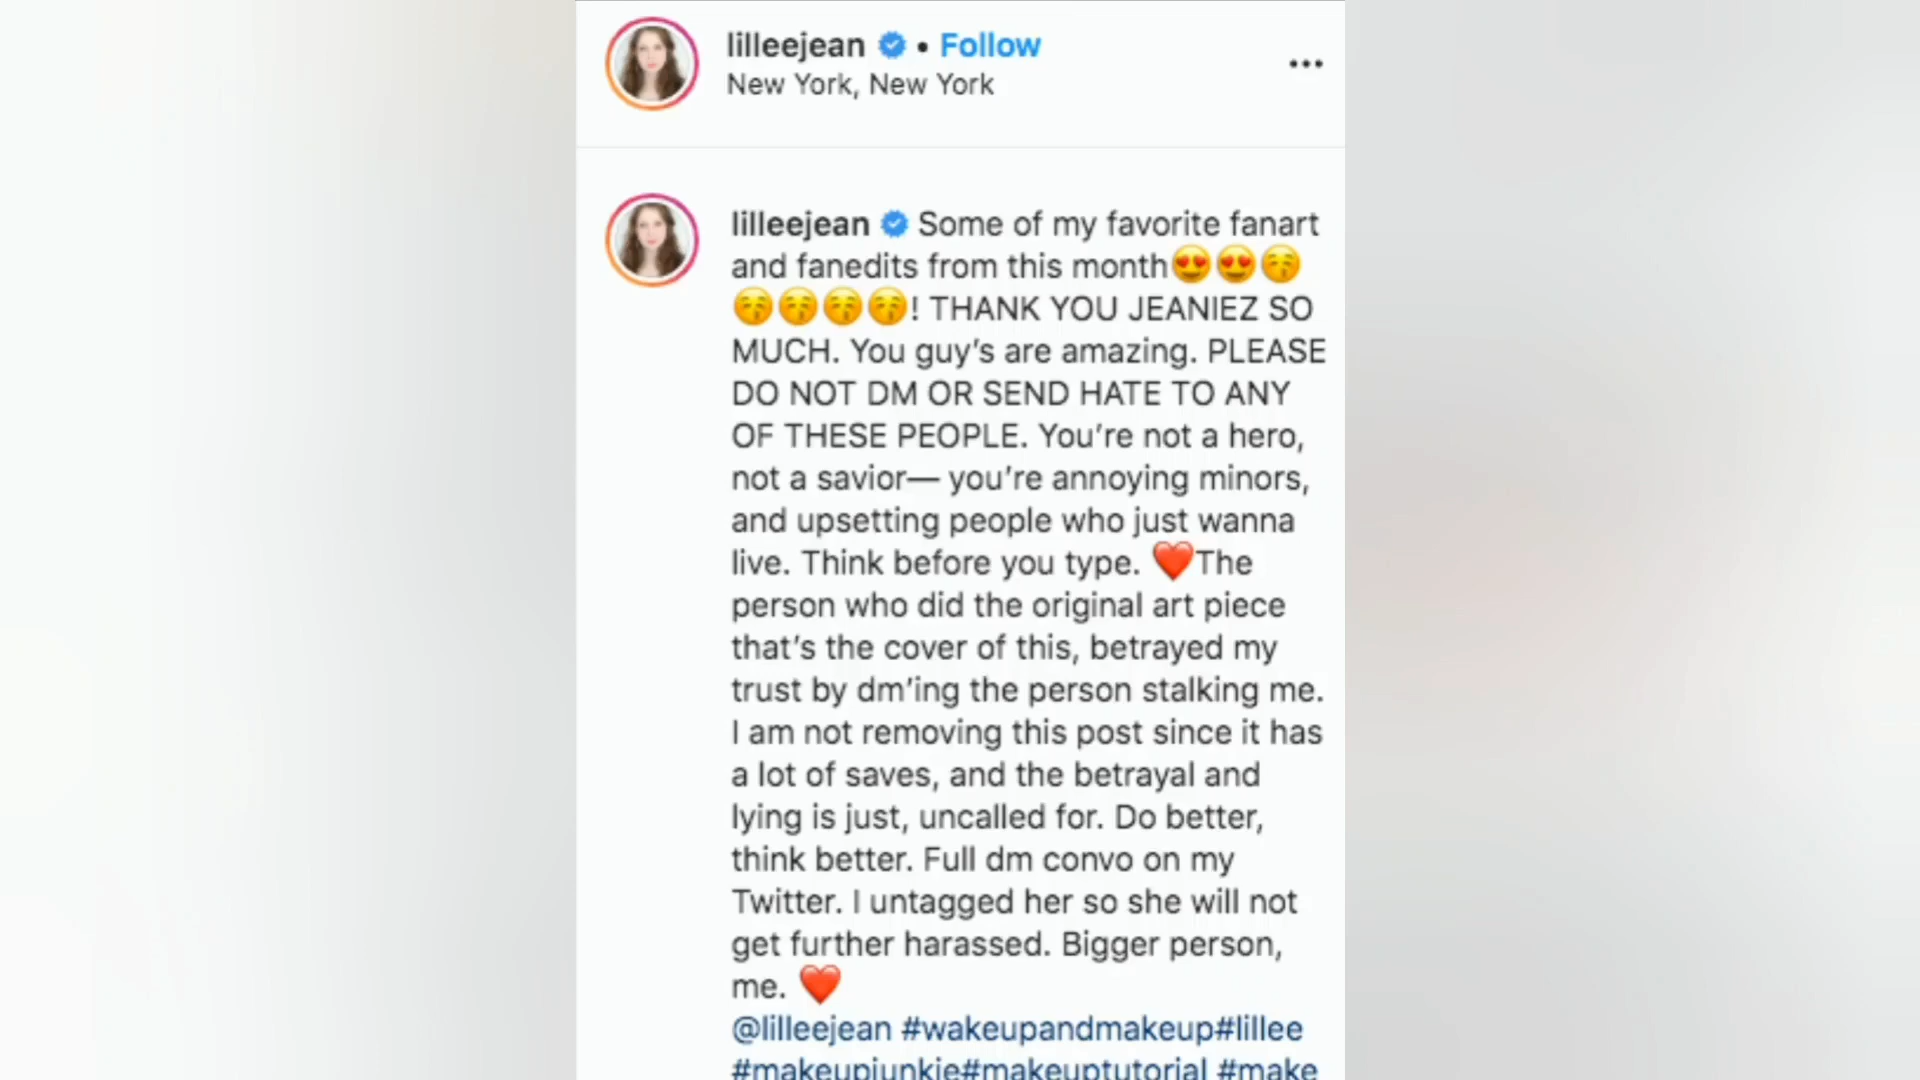 lilleejean • Follow
New York, New York
lilleejean Some of my favorite fanart
and fanedits from this month😍😍😚
😚😚😚😚! THANK YOU JEANIEZ SO
MUCH. You guy's are amazing. PLEASE
DO NOT DM OR SEND HATE TO ANY
OF THESE PEOPLE. You're not a hero,
not a savior— you're annoying minors,
and upsetting people who just wanna
live. Think before you type. ❤️The
person who did the original art piece
that's the cover of this, betrayed my
trust by dm'ing the person stalking me.
I am not removing this post since it has
a lot of saves, and the betrayal and
lying is just, uncalled for. Do better,
think better. Full dm convo on my
Twitter. I untagged her so she will not
get further harassed. Bigger person,
me. ❤️
@lilleejean #wakeupandmakeup#lillee
#makeupjunkie#makeuptutorial #make